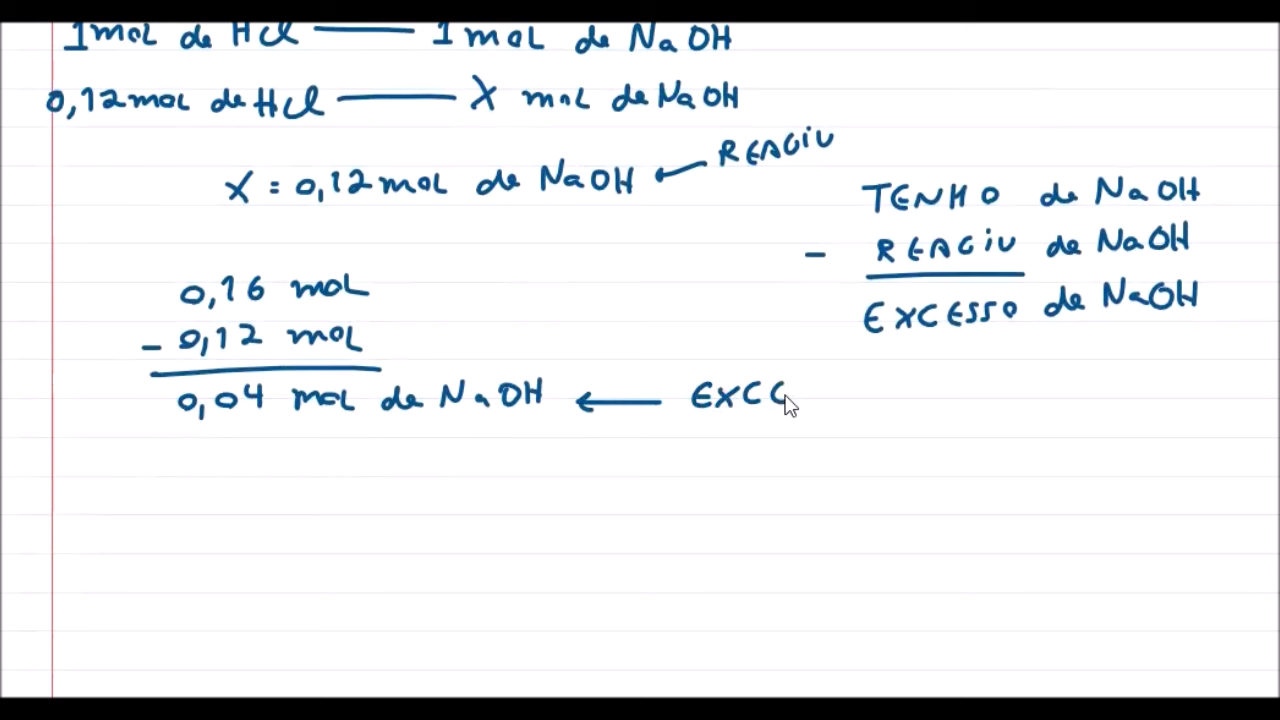 1 mol de HCl —— 1 mol de NaOH
0,12 mol de HCl —— X mol de NaOH
X = 0,12 mol de NaOH ← REAGIU
TENHO de NaOH
- REAGIU de NaOH
EXCESSO de NaOH
0,16 mol
- 0,12 mol
0,04 mol de NaOH ← EXCC